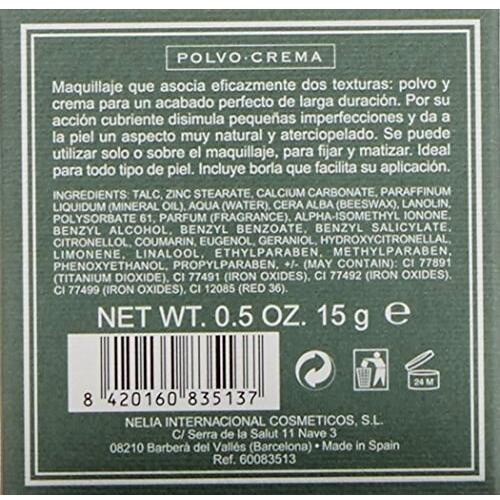 POLVO·CREMA
Maquillaje que asocia eficazmente dos texturas: polvo y
crema para un acabado perfecto de larga duración. Por su
acción cubriente disimula pequeñas imperfecciones y da a
la piel un aspecto muy natural y aterciopelado. Se puede
utilizar solo o sobre el maquillaje, para fijar y matizar. Ideal
para todo tipo de piel. Incluye borla que facilita su aplicación.
INGREDIENTS: TALC, ZINC STEARATE, CALCIUM CARBONATE, PARAFFINUM
LIQUIDUM (MINERAL OIL), AQUA (WATER), CERA ALBA (BEESWAX), LANOLIN,
POLYSORBATE 61, PARFUM (FRAGRANCE), ALPHA-ISOMETHYL IONONE,
BENZYL ALCOHOL, BENZYL BENZOATE, BENZYL SALICYLATE,
CITRONELLOL, COUMARIN, EUGENOL, GERANIOL, HYDROXYCITRONELLAL,
LIMONENE, LINALOOL, ETHYLPARABEN, METHYLPARABEN,
PHENOXYETHANOL, PROPYLPARABEN, +/- (MAY CONTAIN): CI 77891
(TITANIUM DIOXIDE), CI 77491 (IRON OXIDES), CI 77492 (IRON OXIDES),
CI 77499 (IRON OXIDES), CI 12085 (RED 36).
NET WT. 0.5 OZ. 15 g ℮
8 420160 835137
24 M
NELIA INTERNACIONAL COSMETICOS, S.L.
C/ Serra de la Salut 11 Nave 3
08210 Barberà del Vallés (Barcelona) • Made in Spain
Ref. 60083513